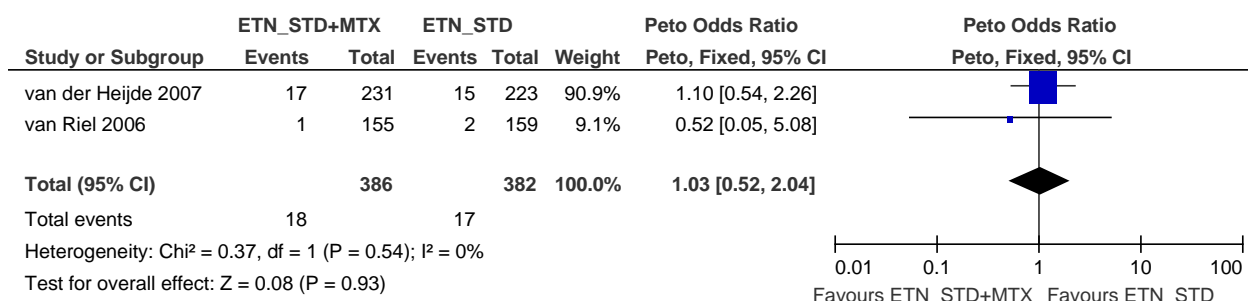 ETN_STD+MTX ETN_STD Peto Odds Ratio Peto Odds Ratio
Study or Subgroup Events Total Events Total Weight Peto, Fixed, 95% CI Peto, Fixed, 95% CI
van der Heijde 2007 17 231 15 223 90.9% 1.10 [0.54, 2.26]
van Riel 2006 1 155 2 159 9.1% 0.52 [0.05, 5.08]
Total (95% CI) 386 382 100.0% 1.03 [0.52, 2.04]
Total events 18 17
Heterogeneity: Chi² = 0.37, df = 1 (P = 0.54); I² = 0%
Test for overall effect: Z = 0.08 (P = 0.93)
0.01 0.1 1 10 100
Favours ETN_STD+MTX Favours ETN_STD